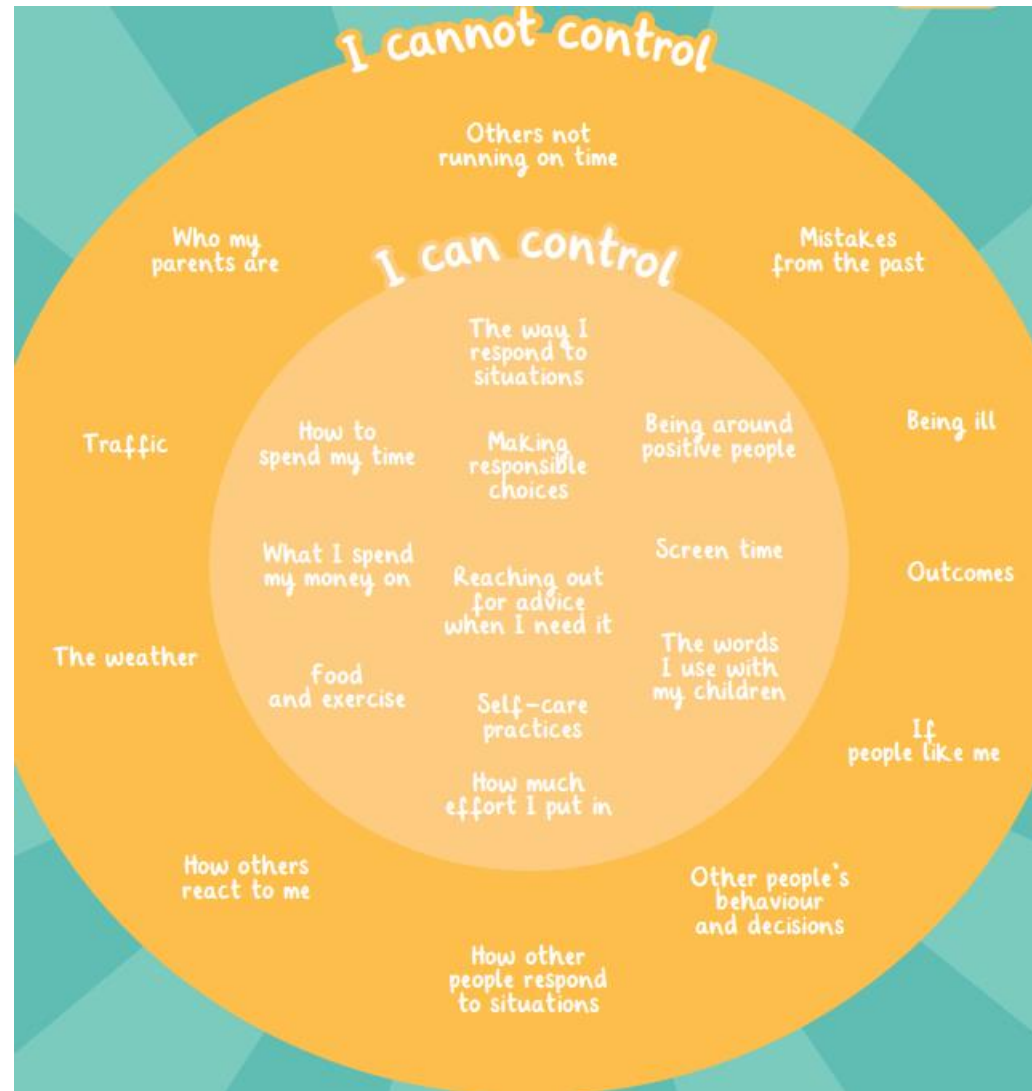 I cannot control
Others not
running on time
Who my
parents are
Mistakes
from the past
I can control
The way I
respond to
situations
Traffic
How to
spend my time
Making
responsible
choices
Being around
positive people
Being ill
What I spend
my money on
Reaching out
for advice
when I need it
Screen time
Outcomes
The weather
Food
and exercise
Self-care
practices
The words
I use with
my children
If
people like me
How much
effort I put in
How others
react to me
Other people's
behaviour
and decisions
How other
people respond
to situations